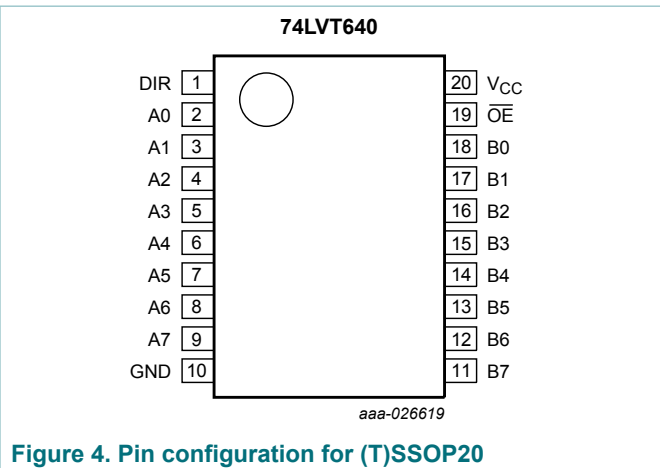 74LVT640
DIR 1 20 VCC
A0 2 19 O̅E̅
A1 3 18 B0
A2 4 17 B1
A3 5 16 B2
A4 6 15 B3
A5 7 14 B4
A6 8 13 B5
A7 9 12 B6
GND 10 11 B7
aaa-026619
Figure 4. Pin configuration for (T)SSOP20